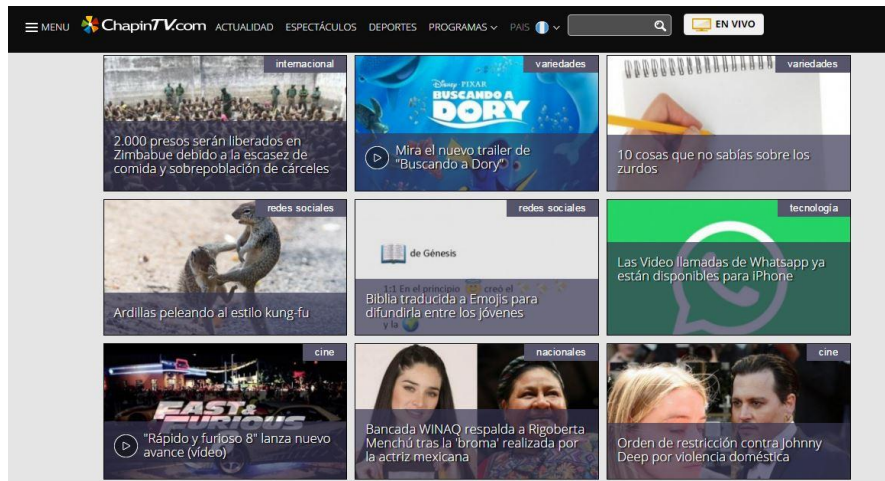 MENU ChapinTV.com ACTUALIDAD ESPECTÁCULOS DEPORTES PROGRAMAS PAIS EN VIVO
internacional
2.000 presos serán liberados en
Zimbabue debido a la escasez de
comida y sobrepoblación de cárceles
variedades
Disney PIXAR
BUSCANDO A
DORY
Mira el nuevo trailer de
"Buscando a Dory"
variedades
10 cosas que no sabías sobre los
zurdos
redes sociales
Ardillas peleando al estilo kung-fu
redes sociales
de Génesis
1:1 En el principio creó el
Biblia traducida a Emojis para
difundirla entre los jóvenes
y la
tecnología
Las Video llamadas de Whatsapp ya
están disponibles para iPhone
cine
FAST &
FURIOUS
"Rápido y furioso 8" lanza nuevo
avance (vídeo)
nacionales
Bancada WINAQ respalda a Rigoberta
Menchú tras la 'broma' realizada por
la actriz mexicana
cine
Orden de restricción contra Johnny
Deep por violencia doméstica